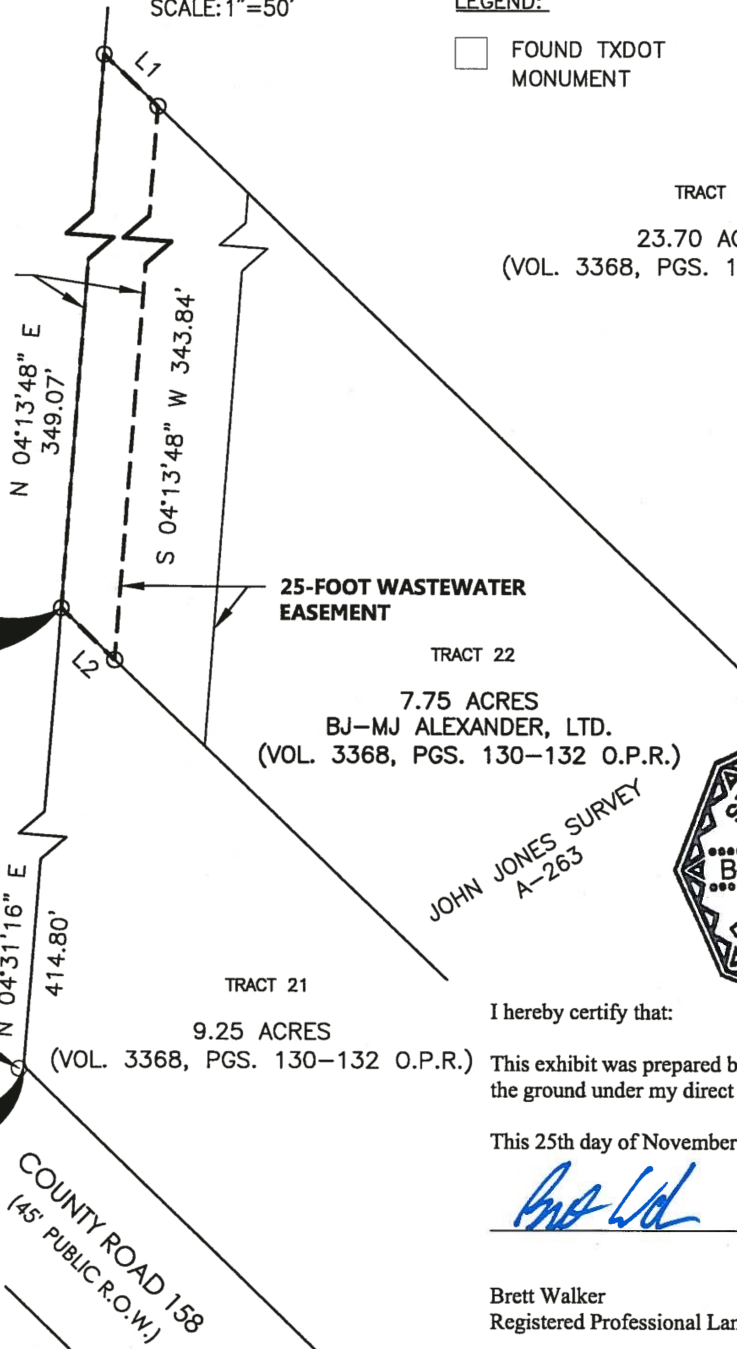 SCALE: 1"=50'
LEGEND:
FOUND TXDOT
MONUMENT
L1
TRACT
23.70
(VOL. 3368, PGS.
N 04°13'48" E
349.07'
S 04°13'48" W 343.84'
25-FOOT WASTEWATER
EASEMENT
L2
TRACT 22
7.75 ACRES
BJ-MJ ALEXANDER, LTD.
(VOL. 3368, PGS. 130-132 O.P.R.)
JOHN JONES SURVEY
A-263
N 04°31'16" E
414.80'
TRACT 21
9.25 ACRES
(VOL. 3368, PGS. 130-132 O.P.R.)
COUNTY ROAD 158
(45' PUBLIC R.O.W.)
I hereby certify that:
This exhibit was prepared
the ground under my direct
This 25th day of November
Brett Walker
Registered Professional